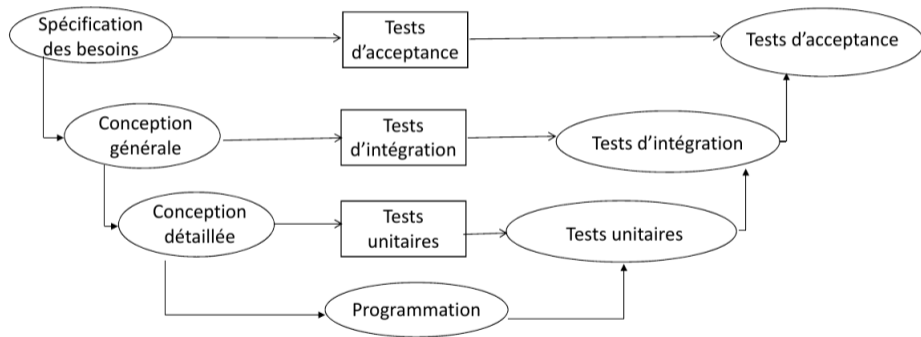 Spécification
des besoins
Tests
d'acceptance
Tests d'acceptance
Conception
générale
Tests
d'intégration
Tests d'intégration
Conception
détaillée
Tests
unitaires
Tests unitaires
Programmation